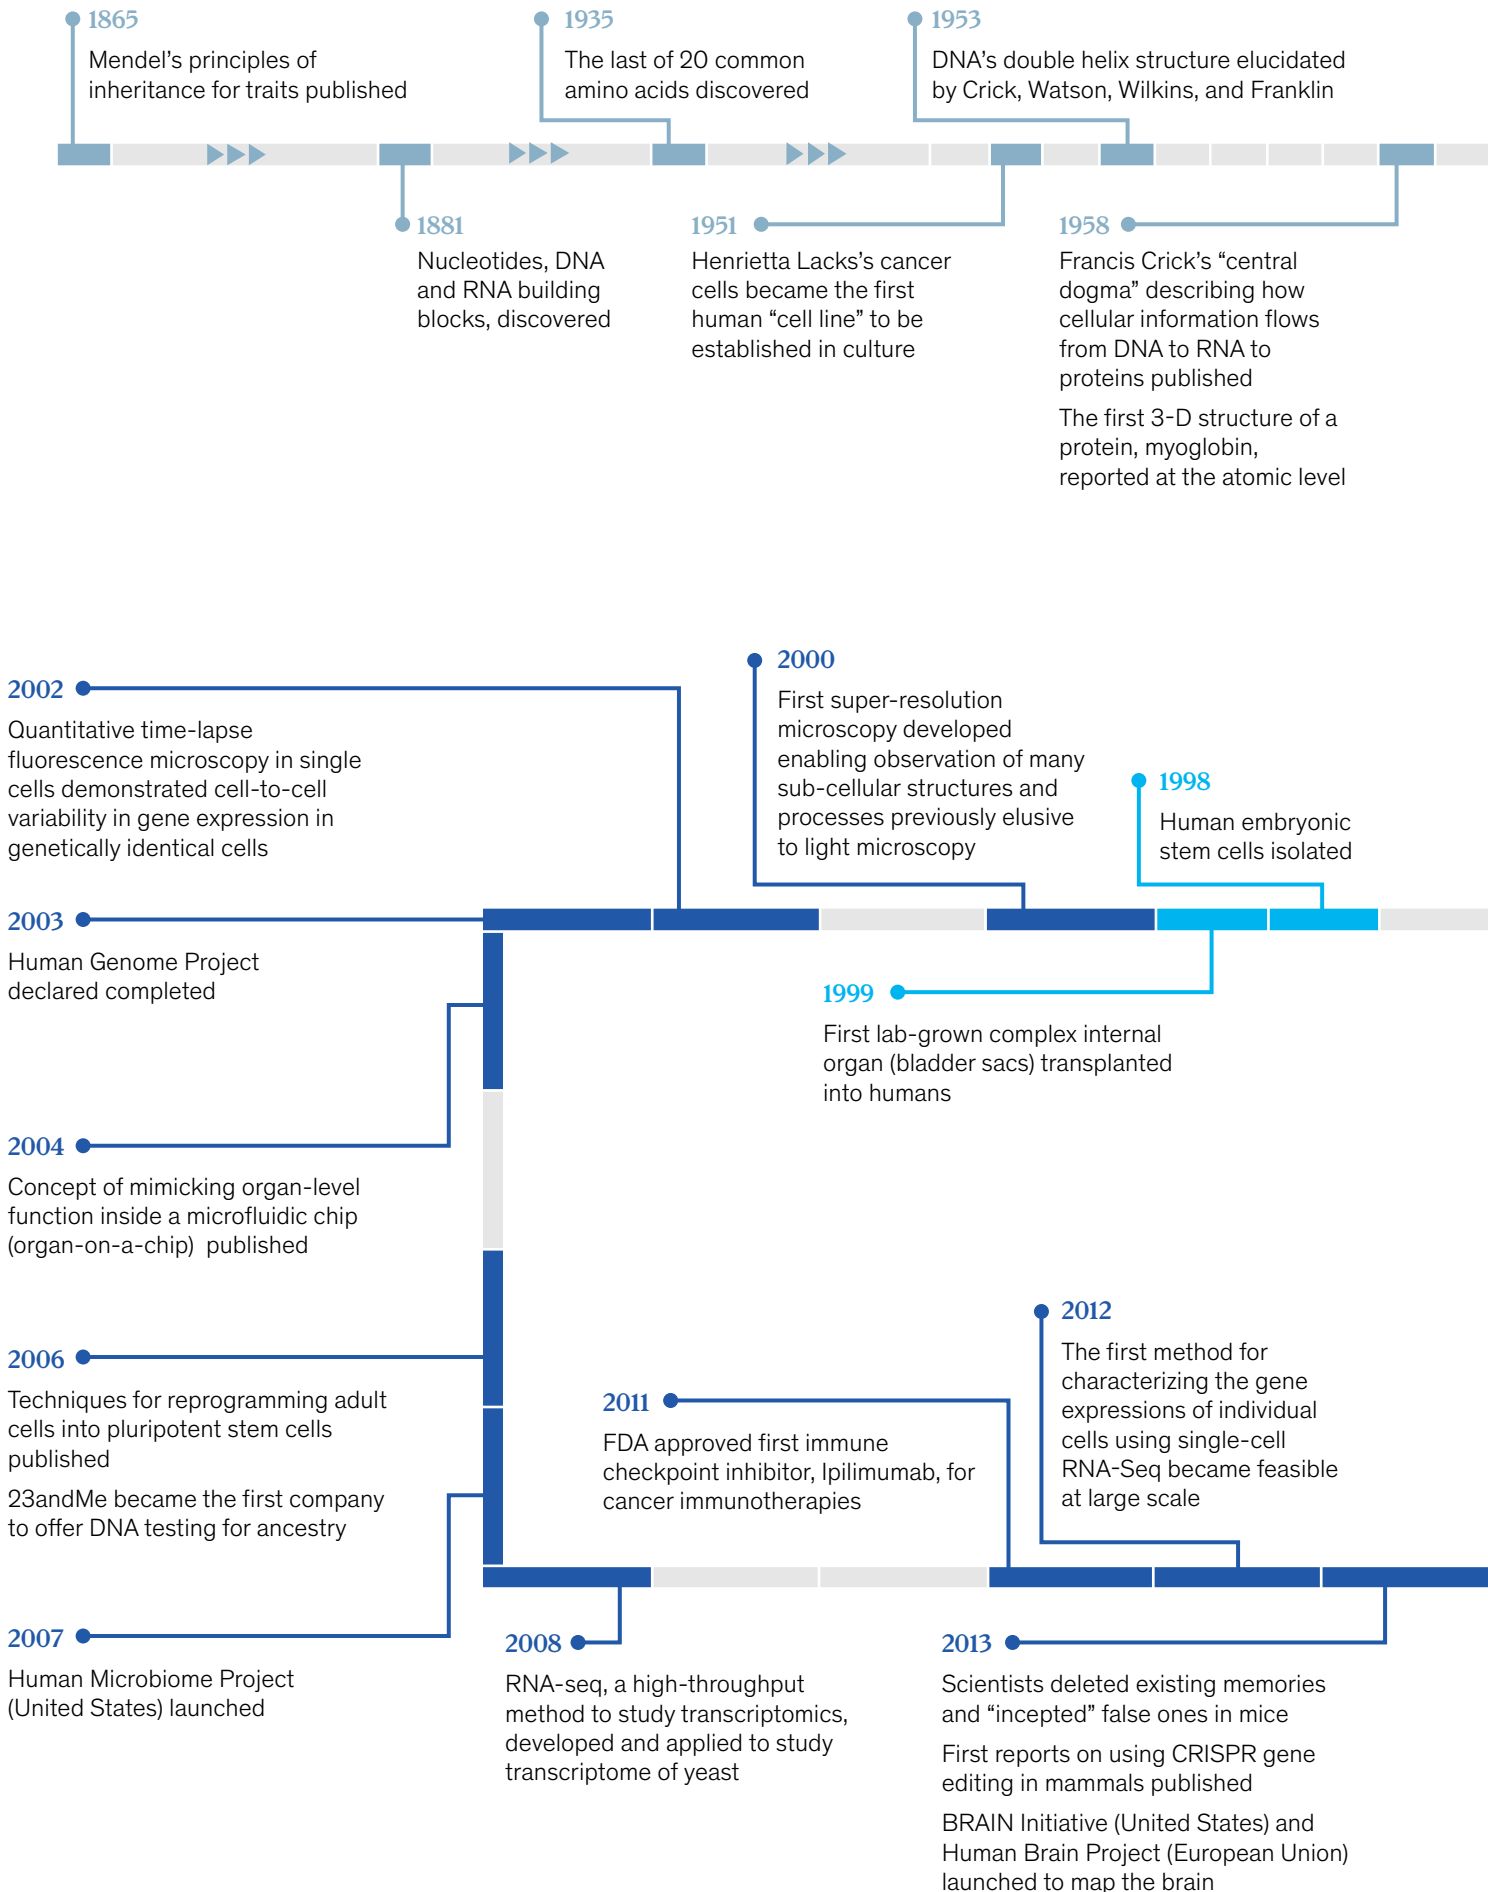 1865
Mendel’s principles of
inheritance for traits published
1935
The last of 20 common
amino acids discovered
1953
DNA’s double helix structure elucidated
by Crick, Watson, Wilkins, and Franklin
1881
Nucleotides, DNA
and RNA building
blocks, discovered
1951
Henrietta Lacks’s cancer
cells became the first
human “cell line” to be
established in culture
1958
Francis Crick’s “central
dogma” describing how
cellular information flows
from DNA to RNA to
proteins published
The first 3-D structure of a
protein, myoglobin,
reported at the atomic level
2002
Quantitative time-lapse
fluorescence microscopy in single
cells demonstrated cell-to-cell
variability in gene expression in
genetically identical cells
2000
First super-resolution
microscopy developed
enabling observation of many
sub-cellular structures and
processes previously elusive
to light microscopy
1998
Human embryonic
stem cells isolated
2003
Human Genome Project
declared completed
1999
First lab-grown complex internal
organ (bladder sacs) transplanted
into humans
2004
Concept of mimicking organ-level
function inside a microfluidic chip
(organ-on-a-chip) published
2006
Techniques for reprogramming adult
cells into pluripotent stem cells
published
23andMe became the first company
to offer DNA testing for ancestry
2011
FDA approved first immune
checkpoint inhibitor, Ipilimumab, for
cancer immunotherapies
2012
The first method for
characterizing the gene
expressions of individual
cells using single-cell
RNA-Seq became feasible
at large scale
2007
Human Microbiome Project
(United States) launched
2008
RNA-seq, a high-throughput
method to study transcriptomics,
developed and applied to study
transcriptome of yeast
2013
Scientists deleted existing memories
and “incepted” false ones in mice
First reports on using CRISPR gene
editing in mammals published
BRAIN Initiative (United States) and
Human Brain Project (European Union)
launched to map the brain